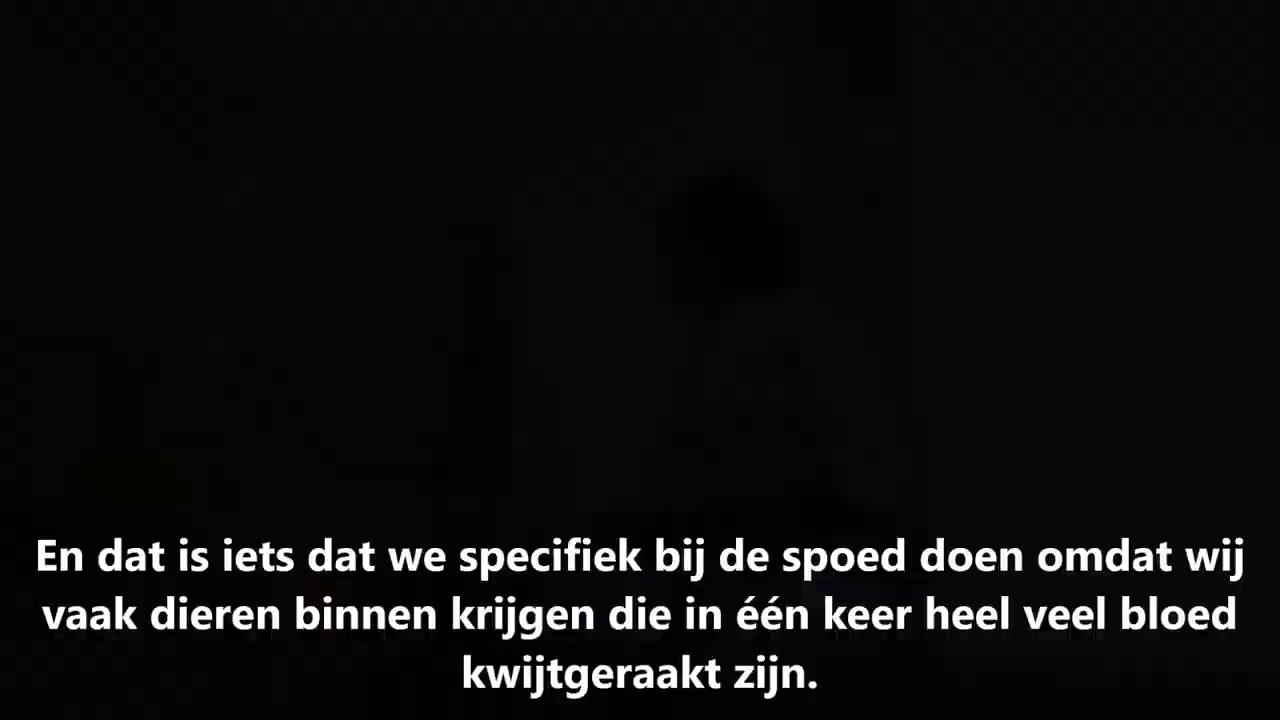 En dat is iets dat we specifiek bij de spoed doen omdat wij
vaak dieren binnen krijgen die in één keer heel veel bloed
kwijtgeraakt zijn.